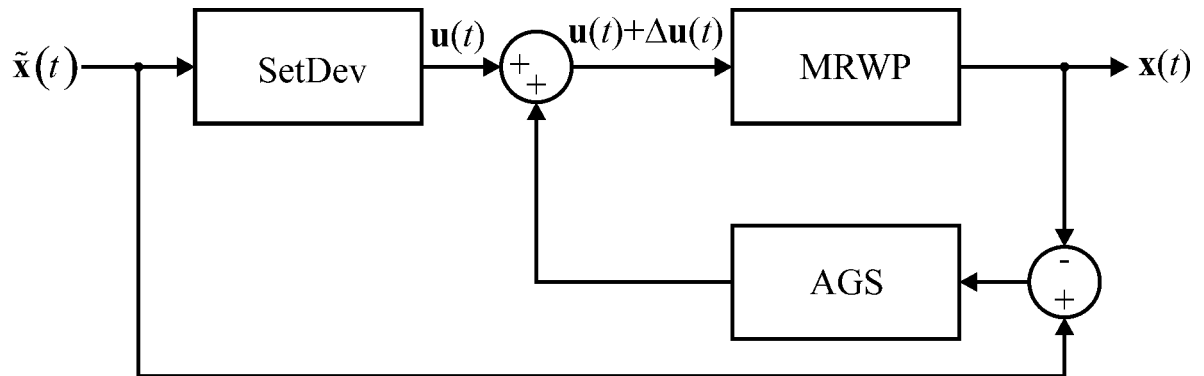 x̃(t)
SetDev
u(t)
+
+
u(t)+Δu(t)
MRWP
x(t)
AGS
-
+